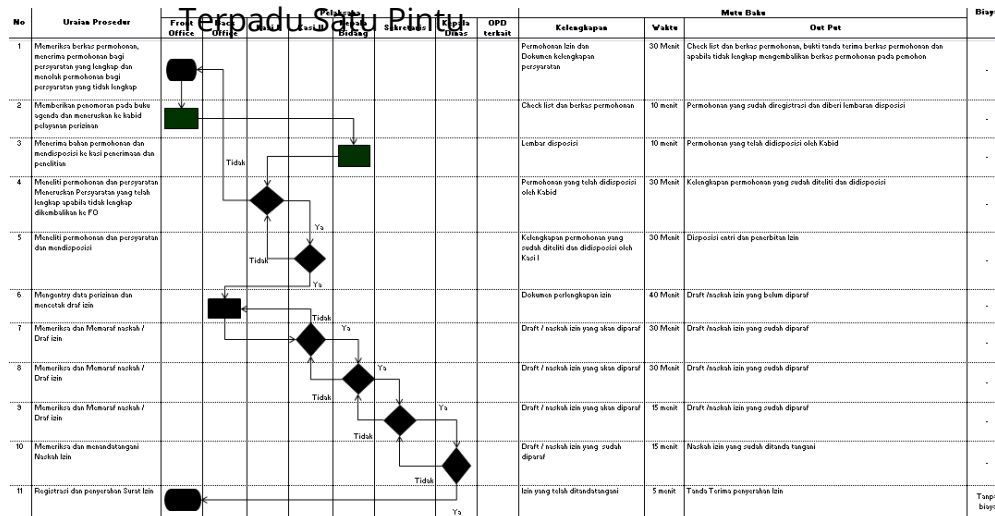 Terpadu Satu Pintu
Pelaksana Mutu Baku
No Uraian Prosedur Front Office Back Office Kasi II Kepala Bidang Sekretaris Kepala Dinas OPD terkait Kelengkapan Waktu Out Put Biaya
1 Memeriksa berkas permohonan, Permohonan Izin dan 30 Menit Check list dan berkas permohonan, bukti tanda terima berkas permohonan dan
menerima permohonan bagi Dokumen kelengkapan apabila tidak lengkap mengembalikan berkas permohonan pada pemohon
persyaratan yang lengkap dan persyaratan
menolak permohonan bagi -
persyaratan yang tidak lengkap
2 Memberikan penomoran pada buku Check list dan berkas permohonan 10 menit Permohonan yang sudah diregistrasi dan diberi lembaran disposisi
agenda dan meneruskan ke kabid
pelayanan perizinan -
3 Menerima bahan permohonan dan Lembar disposisi 10 menit Permohonan yang telah didisposisi oleh Kabid
mendisposisi ke kasi penerimaan dan
penelitian Tidak -
4 Meneliti permohonan dan persyaratan Permohonan yang telah didisposisi 30 Menit Kelengkapan permohonan yang sudah diteliti dan didisposisi
Meneruskan Persyaratan yang telah oleh Kabid
lengkap apabila tidak lengkap
dikembalikan ke FO -
Ya
5 Meneliti permohonan dan persyaratan Kelengkapan permohonan yang 30 Menit Disposisi entri dan penerbitan Izin
dan mendisposisi sudah diteliti dan didisposisi oleh
Tidak Kasi I -
Ya
6 Mengentry data perizinan dan Dokumen perlengkapan izin 40 Menit Draft /naskah izin yang belum diparaf
mencetak draf izin -
Tidak
7 Memeriksa dan Memaraf naskah / Ya Draft / naskah izin yang akan diparaf 30 Menit Draft /naskah izin yang sudah diparaf
Draf izin -
8 Memeriksa dan Memaraf naskah / Ya Draft / naskah izin yang akan diparaf 30 Menit Draft /naskah izin yang sudah diparaf
Draf izin -
Tidak
9 Memeriksa dan Memaraf naskah / Ya Draft / naskah izin yang akan diparaf 15 menit Draft /naskah izin yang sudah diparaf
Draf izin -
Tidak
10 Memeriksa dan menandatangani Draft / naskah izin yang sudah 15 menit Naskah izin yang sudah ditanda tangani
Naskah Izin diparaf -
Tidak
11 Registrasi dan penyerahan Surat Izin Izin yang telah ditandatangani 5 menit Tanda Terima penyerahan Izin
Ya